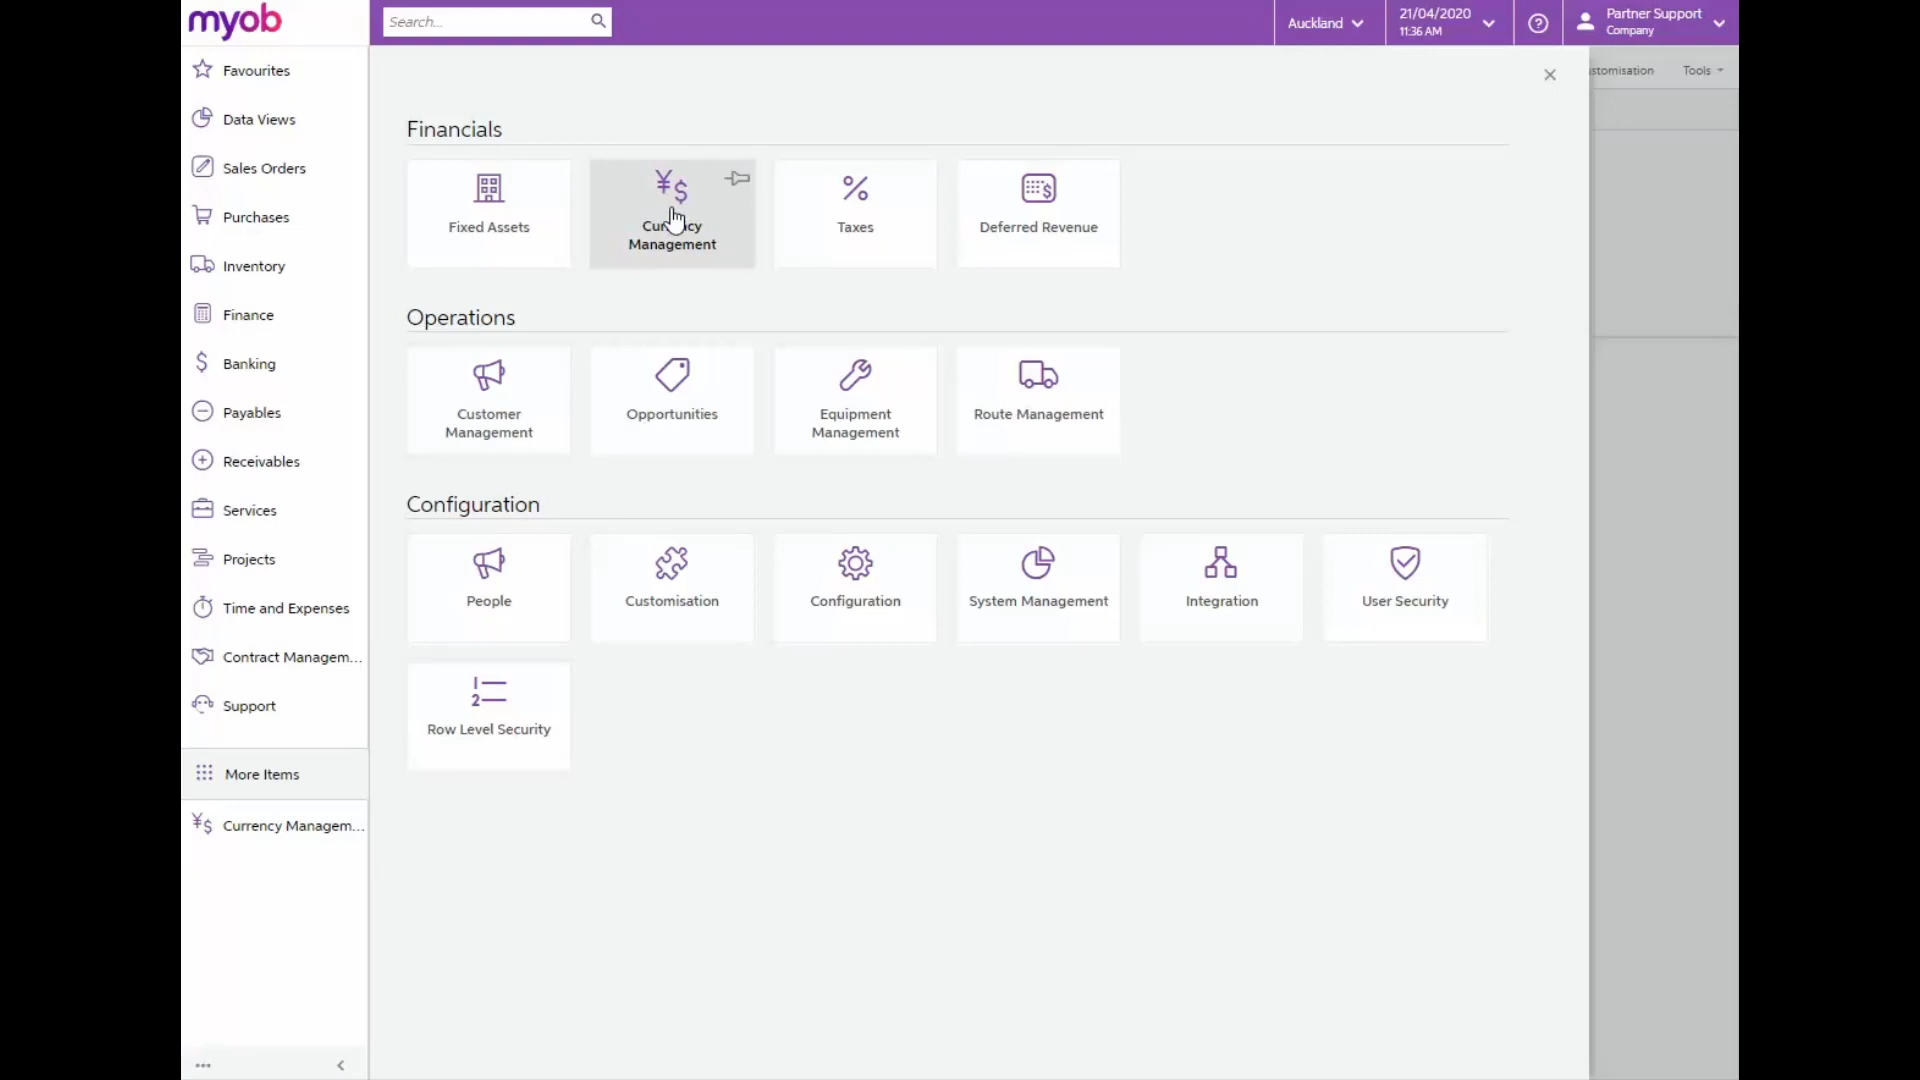 myob
Search...
Auckland
21/04/2020
11:36 AM
Partner Support
Company
Favourites
Data Views
Sales Orders
Purchases
Inventory
Finance
Banking
Payables
Receivables
Services
Projects
Time and Expenses
Contract Managem...
Support
More Items
Currency Managem...
stomisation
Tools
Financials
Fixed Assets
Management
Taxes
Deferred Revenue
Operations
Customer
Management
Opportunities
Equipment
Management
Route Management
Configuration
People
Customisation
Configuration
System Management
Integration
User Security
Row Level Security